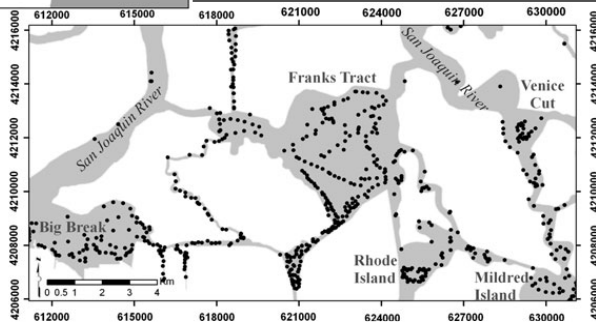 612000 615000 618000 621000 624000 627000 630000
4216000
4216000
San Joaquin River
Franks Tract
San Joaquin River
4214000
4214000
Venice
Cut
4212000
4212000
4210000
4210000
Big Break
4208000
4208000
Rhode
Island
Mildred
Island
Km
0 0.5 1 2 3 4
4206000
4206000
612000 615000 618000 621000 624000 627000 630000